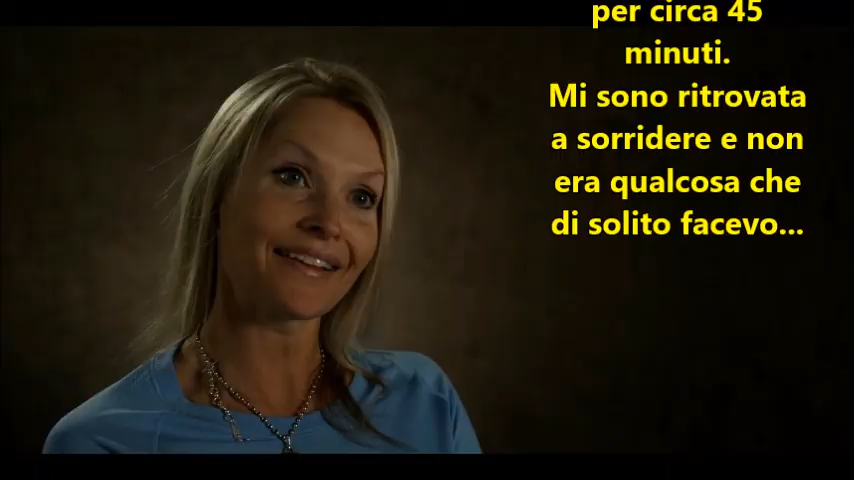 per circa 45
minuti.
Mi sono ritrovata
a sorridere e non
era qualcosa che
di solito facevo...